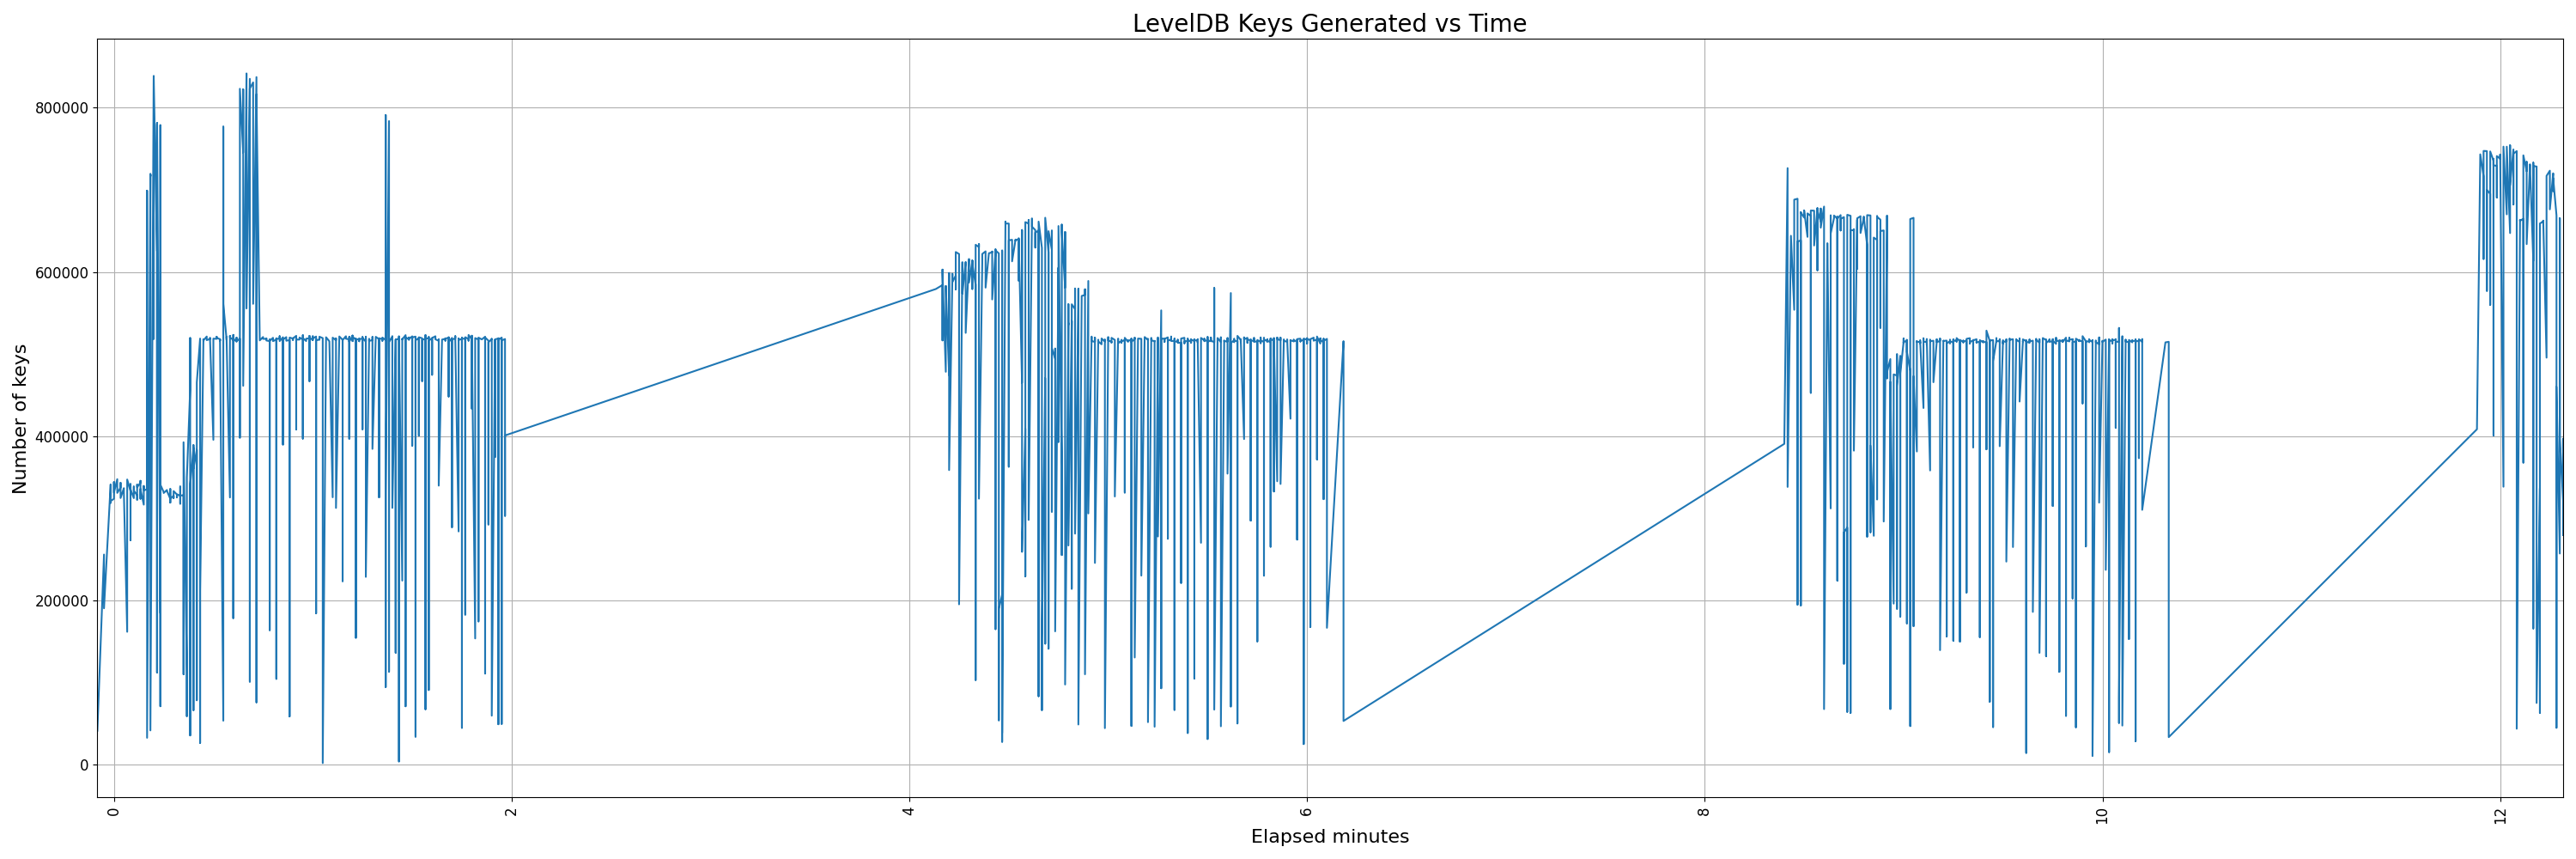 LevelDB Keys Generated vs Time
Number of keys
800000
600000
400000
200000
0
0 2 4 6 8 10 12
Elapsed minutes